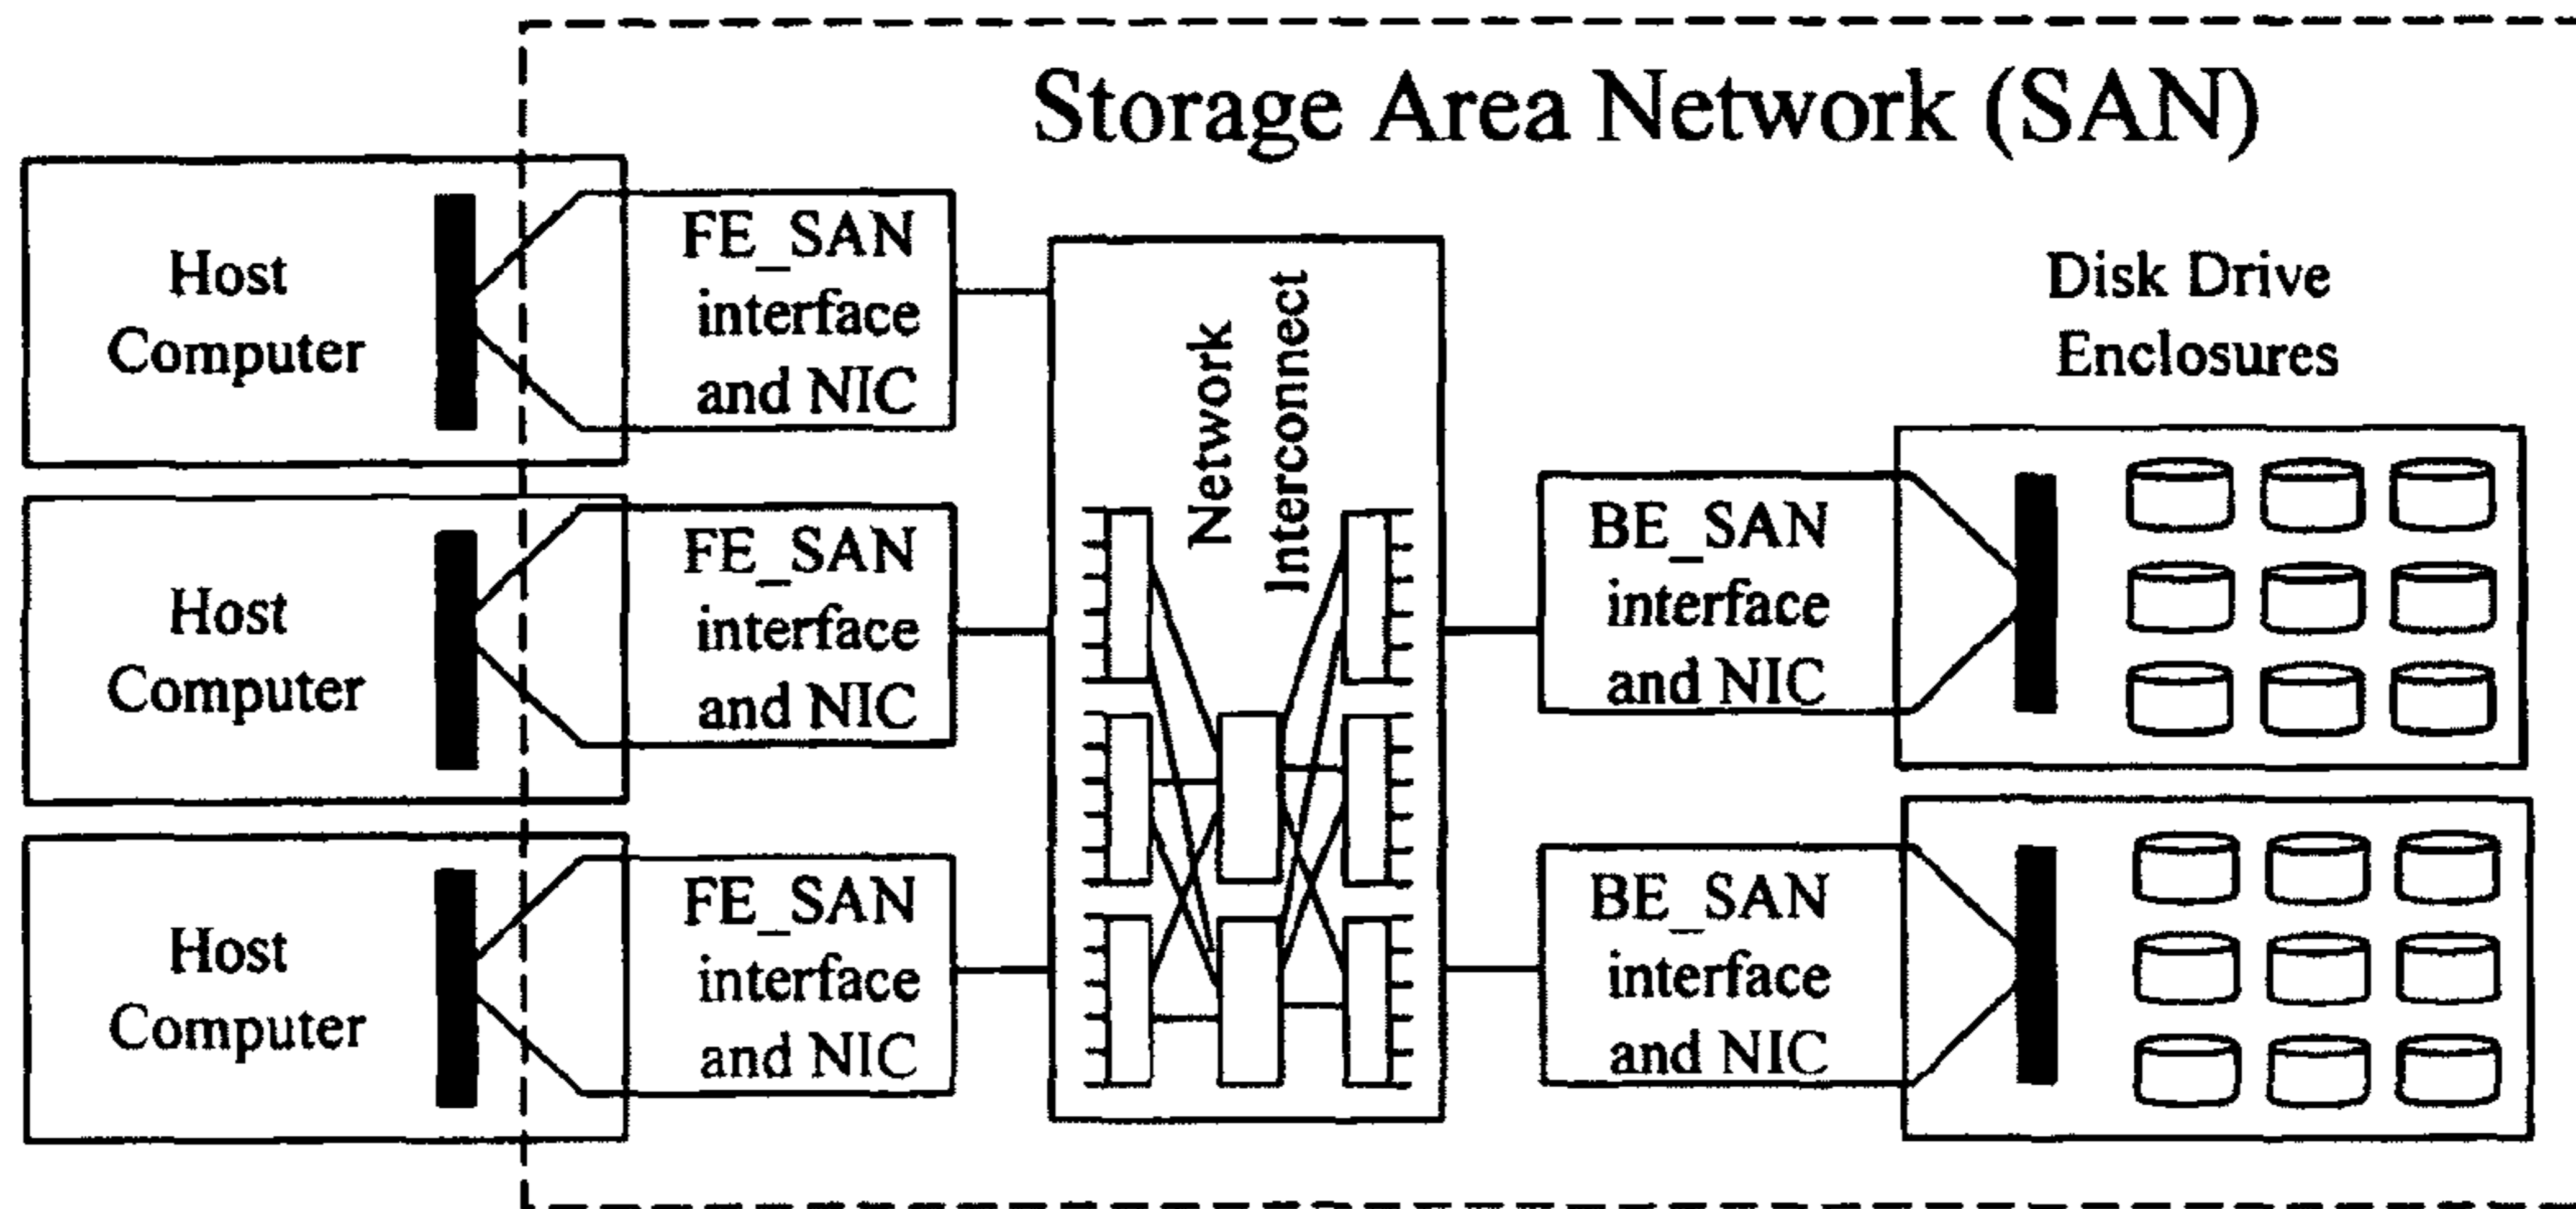 Storage Area Network (SAN)
Host
Computer
FE_SAN
interface
and NIC
Host
Computer
FE_SAN
interface
and NIC
Host
Computer
FE_SAN
interface
and NIC
Network
Interconnect
BE_SAN
interface
and NIC
BE_SAN
interface
and NIC
Disk Drive
Enclosures